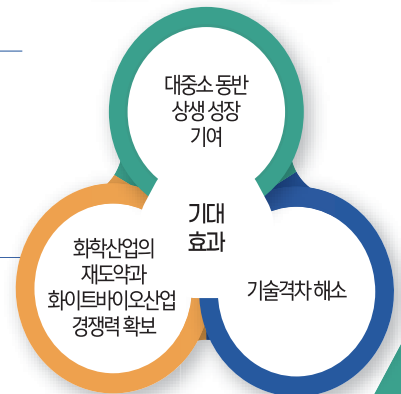 대중소 동반
상생 성장
기여
기대
효과
화학산업의
재도약과
화이트바이오산업
경쟁력 확보
기술격차 해소